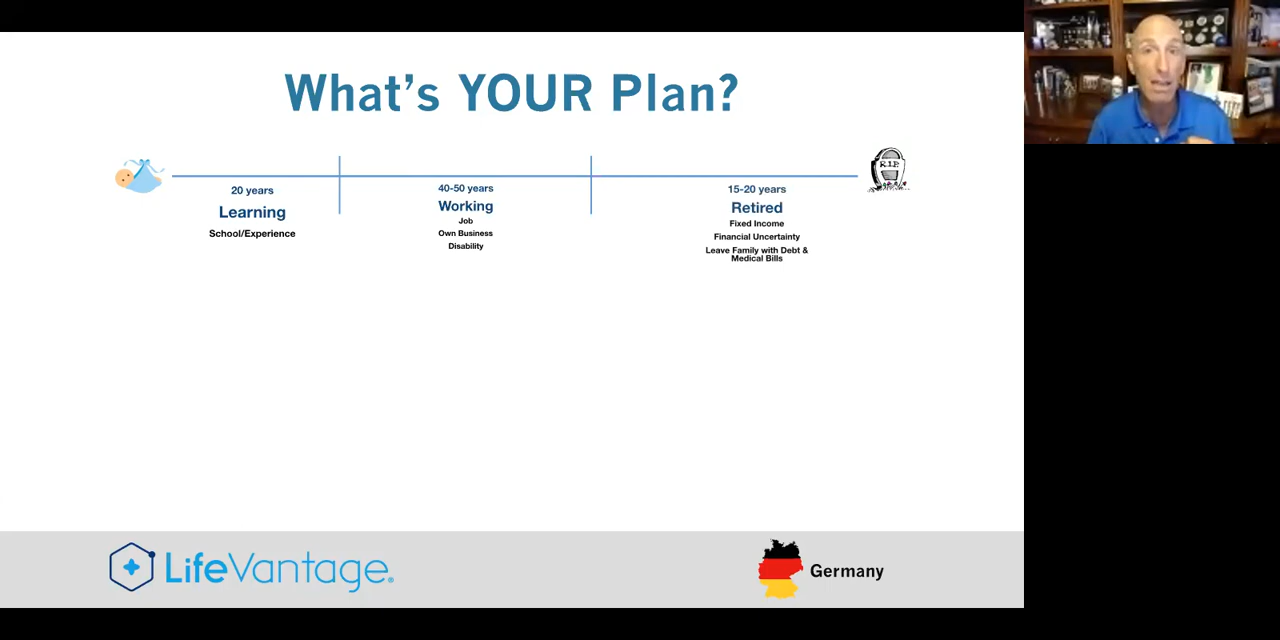 What's YOUR Plan?
R.I.P.
20 years
Learning
School/Experience
40-50 years
Working
Job
Own Business
Disability
15-20 years
Retired
Fixed Income
Financial Uncertainty
Leave Family with Debt &
Medical Bills
LifeVantage®
Germany